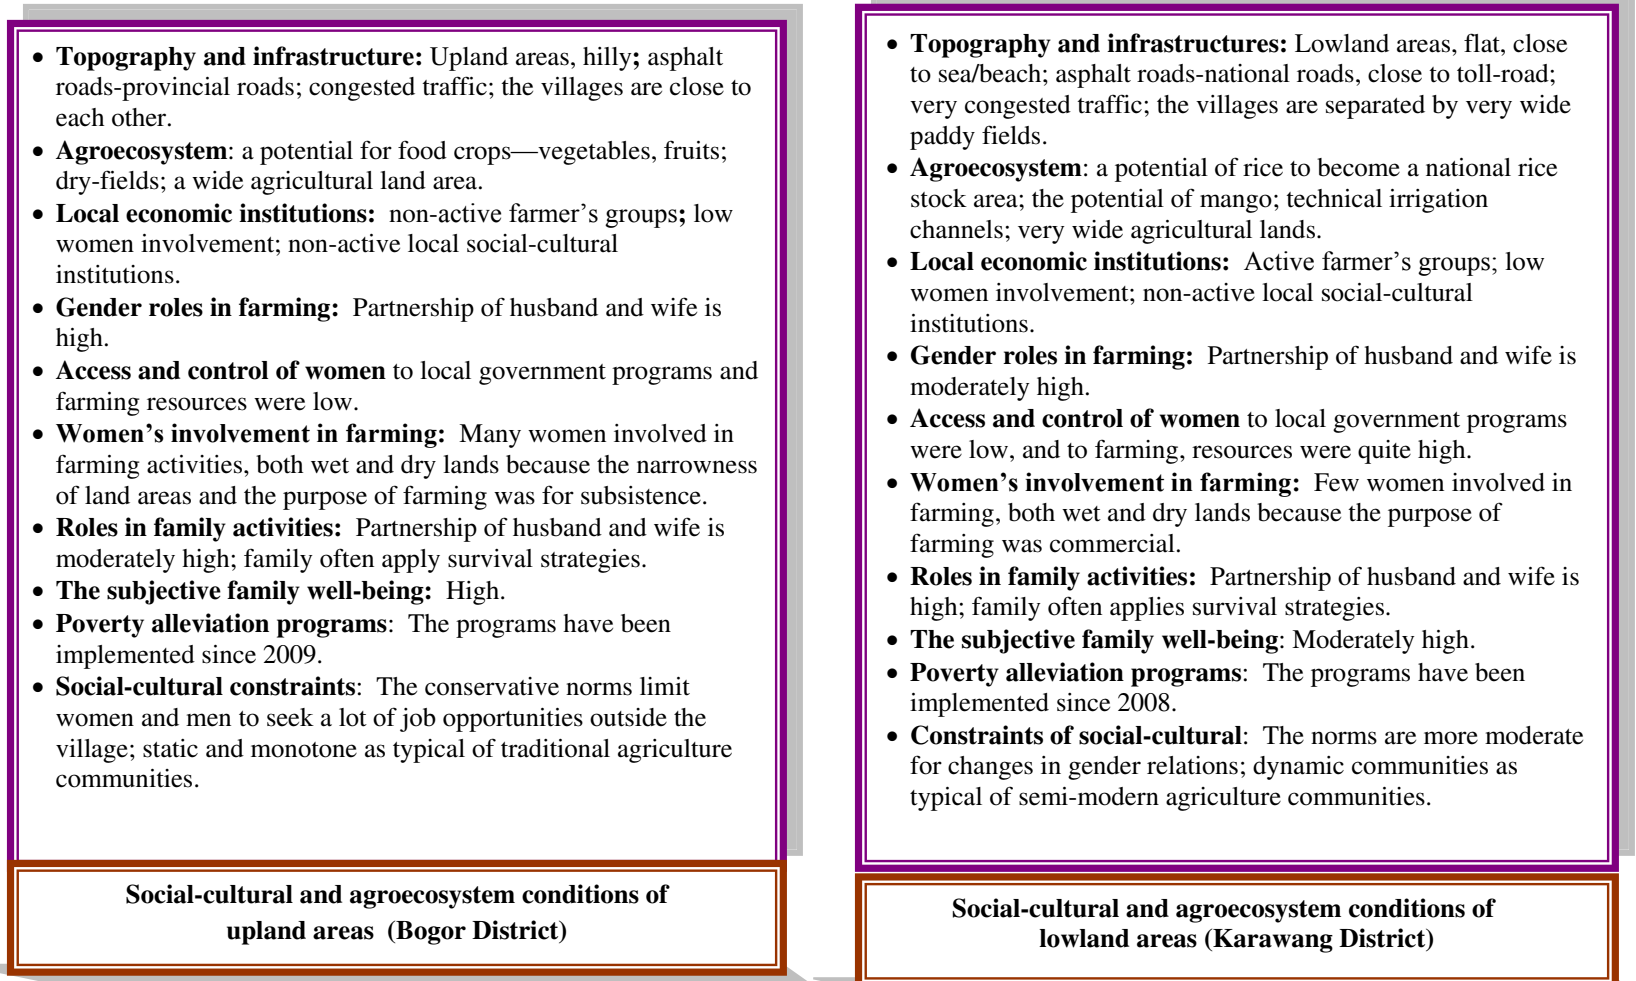 • Topography and infrastructure: Upland areas, hilly; asphalt
roads-provincial roads; congested traffic; the villages are close to
each other.
• Agroecosystem: a potential for food crops—vegetables, fruits;
dry-fields; a wide agricultural land area.
• Local economic institutions: non-active farmer’s groups; low
women involvement; non-active local social-cultural
institutions.
• Gender roles in farming: Partnership of husband and wife is
high.
• Access and control of women to local government programs and
farming resources were low.
• Women’s involvement in farming: Many women involved in
farming activities, both wet and dry lands because the narrowness
of land areas and the purpose of farming was for subsistence.
• Roles in family activities: Partnership of husband and wife is
moderately high; family often apply survival strategies.
• The subjective family well-being: High.
• Poverty alleviation programs: The programs have been
implemented since 2009.
• Social-cultural constraints: The conservative norms limit
women and men to seek a lot of job opportunities outside the
village; static and monotone as typical of traditional agriculture
communities.
Social-cultural and agroecosystem conditions of
upland areas (Bogor District)
• Topography and infrastructures: Lowland areas, flat, close
to sea/beach; asphalt roads-national roads, close to toll-road;
very congested traffic; the villages are separated by very wide
paddy fields.
• Agroecosystem: a potential of rice to become a national rice
stock area; the potential of mango; technical irrigation
channels; very wide agricultural lands.
• Local economic institutions: Active farmer’s groups; low
women involvement; non-active local social-cultural
institutions.
• Gender roles in farming: Partnership of husband and wife is
moderately high.
• Access and control of women to local government programs
were low, and to farming, resources were quite high.
• Women’s involvement in farming: Few women involved in
farming, both wet and dry lands because the purpose of
farming was commercial.
• Roles in family activities: Partnership of husband and wife is
high; family often applies survival strategies.
• The subjective family well-being: Moderately high.
• Poverty alleviation programs: The programs have been
implemented since 2008.
• Constraints of social-cultural: The norms are more moderate
for changes in gender relations; dynamic communities as
typical of semi-modern agriculture communities.
Social-cultural and agroecosystem conditions of
lowland areas (Karawang District)